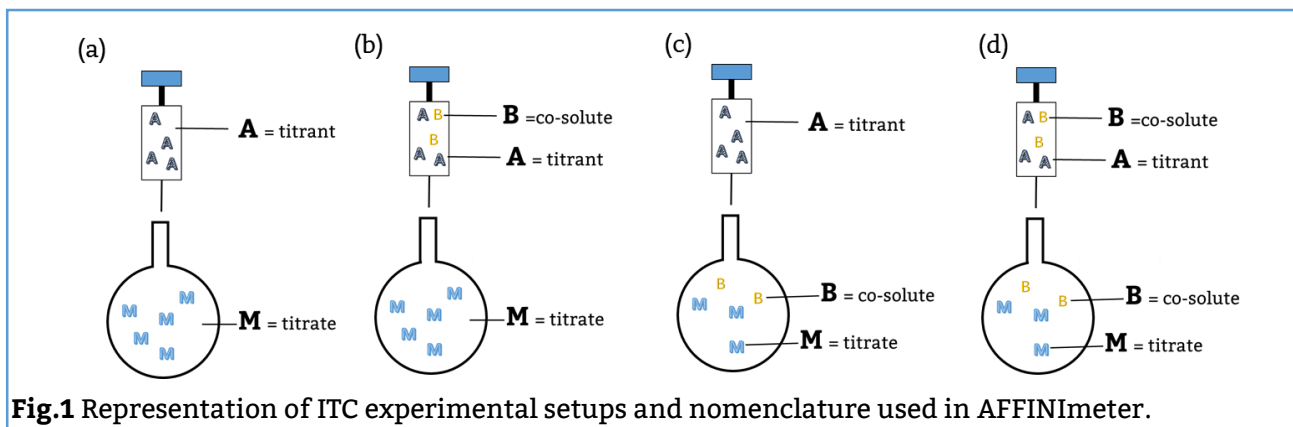 (a)
A = titrant
A
A
A A
M = titrate
M
M M
M
M
(b)
B =co-solute
A = titrant
A B
B
A A
M = titrate
M
M M
M
M
(c)
A = titrant
A
A
A A
B = co-solute
M = titrate
B
M B
M
M
(d)
B =co-solute
A = titrant
A B
B
A A
B = co-solute
M = titrate
B
M B
M
M
Fig.1 Representation of ITC experimental setups and nomenclature used in AFFINImeter.